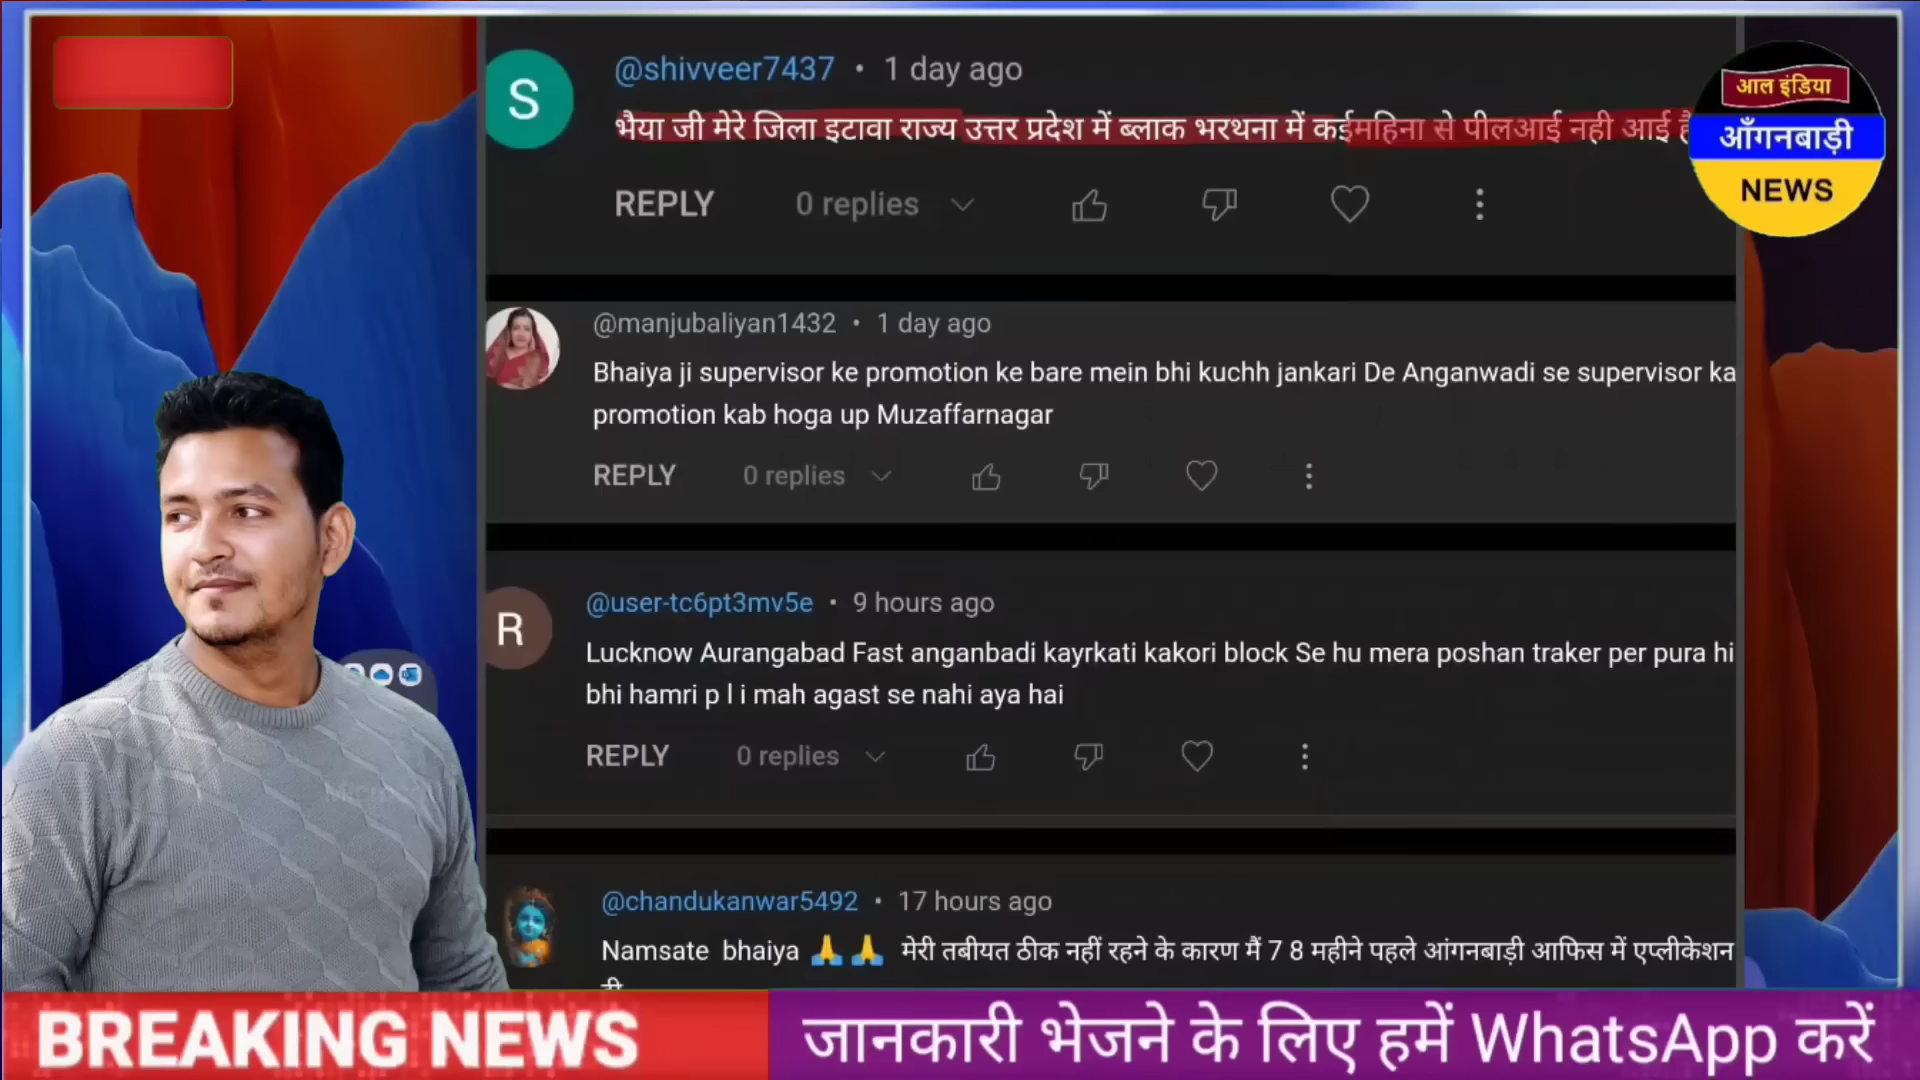 S
@shivveer7437 • 1 day ago
भैया जी मेरे जिला इटावा राज्य उत्तर प्रदेश में ब्लाक भरथना में कईमहिना से पीलआई नही आई है
REPLY 0 replies
आल इंडिया
आँगनबाड़ी
NEWS
@manjubaliyan1432 • 1 day ago
Bhaiya ji supervisor ke promotion ke bare mein bhi kuchh jankari De Anganwadi se supervisor ka
promotion kab hoga up Muzaffarnagar
REPLY 0 replies
R
@user-tc6pt3mv5e • 9 hours ago
Lucknow Aurangabad Fast anganbadi kayrkati kakori block Se hu mera poshan traker per pura hi
bhi hamri p l i mah agast se nahi aya hai
REPLY 0 replies
@chandukanwar5492 • 17 hours ago
Namsate bhaiya 🙏🙏 मेरी तबीयत ठीक नहीं रहने के कारण मैं 7 8 महीने पहले आंगनबाड़ी आफिस में एप्लीकेशन
BREAKING NEWS
जानकारी भेजने के लिए हमें WhatsApp करें